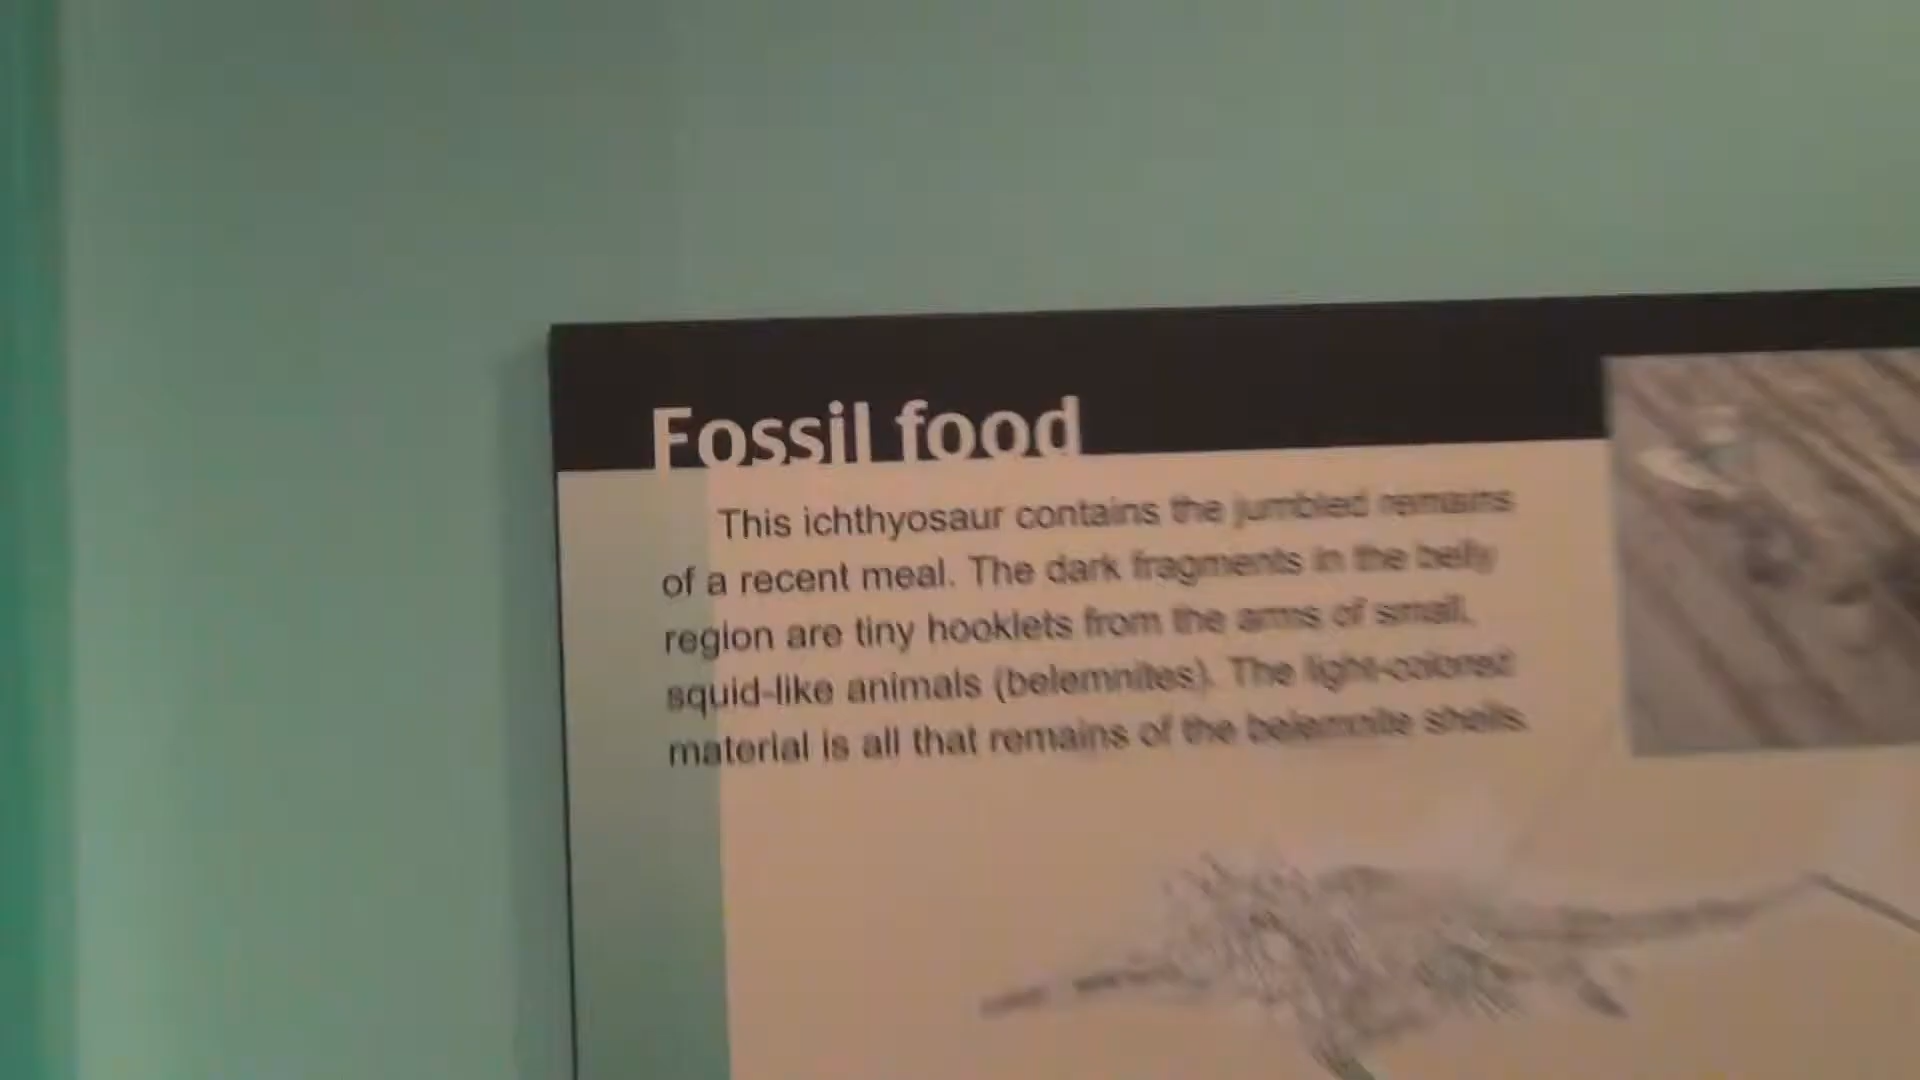 Fossil food
This ichthyosaur contains the jumbled remains
of a recent meal. The dark fragments in the belly
region are tiny hooklets from the arms of small,
squid-like animals (belemnites). The light-colored
material is all that remains of the belemnite shells.